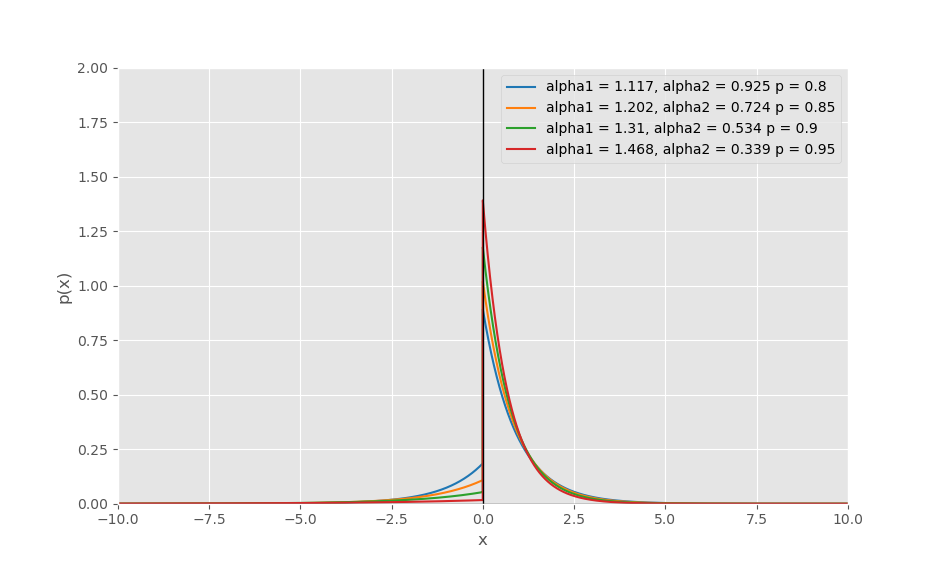 2.00
1.75
1.50
1.25
1.00
0.75
0.50
0.25
0.00
p(x)
alpha1 = 1.117, alpha2 = 0.925 p = 0.8
alpha1 = 1.202, alpha2 = 0.724 p = 0.85
alpha1 = 1.31, alpha2 = 0.534 p = 0.9
alpha1 = 1.468, alpha2 = 0.339 p = 0.95
−10.0 −7.5 −5.0 −2.5 0.0 2.5 5.0 7.5 10.0
x